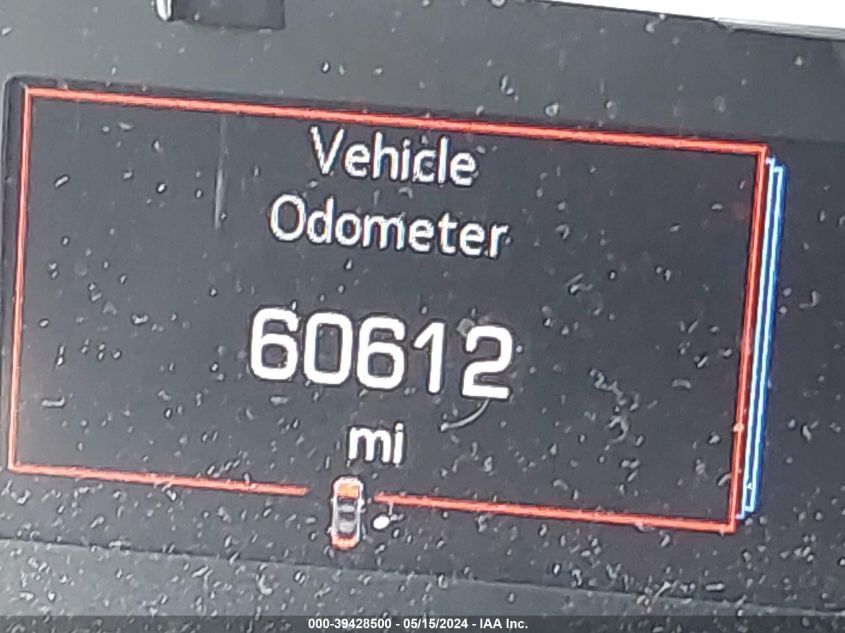 Vehicle
Odometer
60612
mi
000-39428500 - 05/15/2024 - IAA Inc.